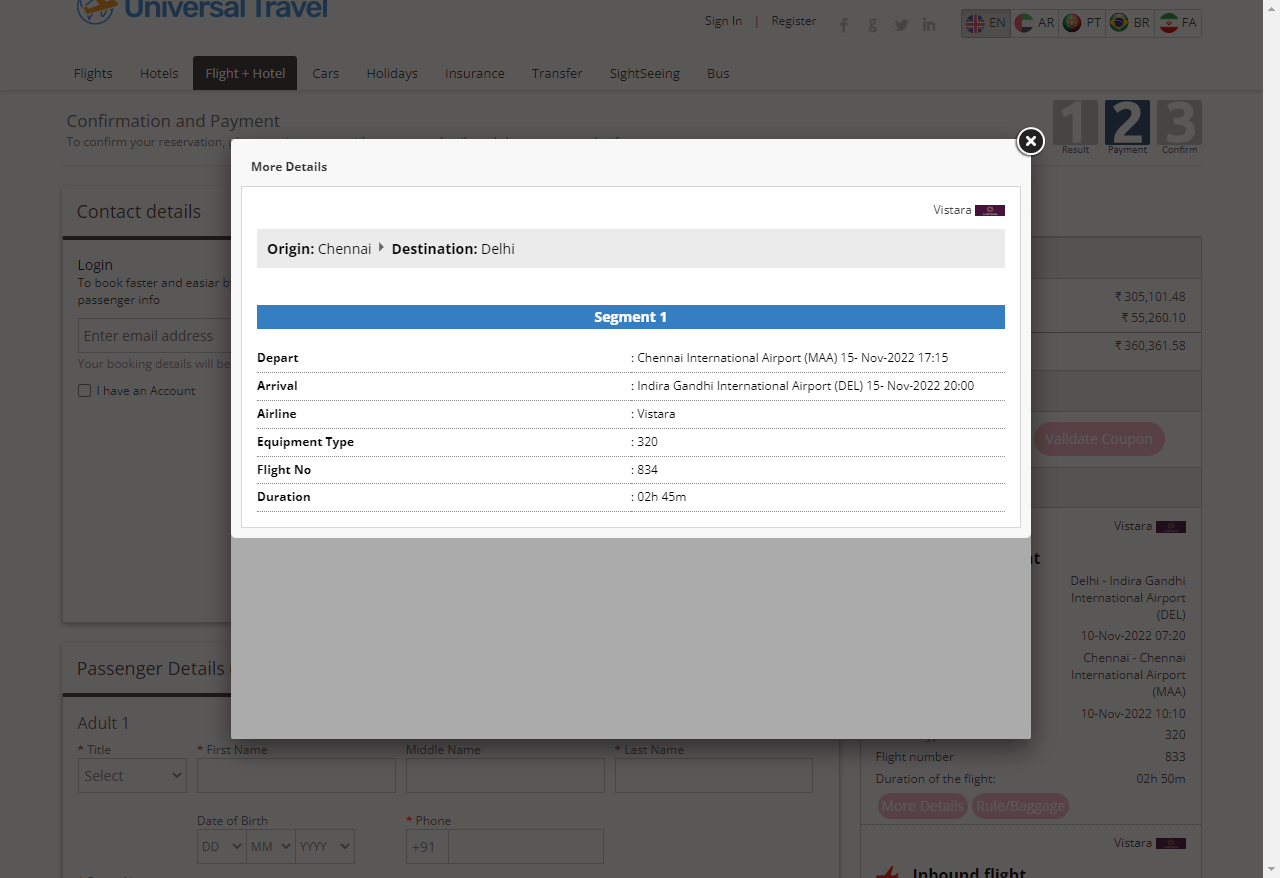 Universal Travel
Sign In | Register
EN AR PT BR FA
Flights Hotels Flight + Hotel Cars Holidays Insurance Transfer SightSeeing Bus
Confirmation and Payment
To confirm your reservation,
1 2 3
Result Payment Confirm
More Details
Vistara
Origin: Chennai Destination: Delhi
Segment 1
Depart : Chennai International Airport (MAA) 15- Nov-2022 17:15
Arrival : Indira Gandhi International Airport (DEL) 15- Nov-2022 20:00
Airline : Vistara
Equipment Type : 320
Flight No : 834
Duration : 02h 45m
Contact details
Login
To book faster and easiar
passenger info
Enter email address
Your booking details will be
I have an Account
₹ 305,101.48
₹ 55,260.10
₹ 360,361.58
Validate Coupon
Vistara
Delhi - Indira Gandhi
International Airport
(DEL)
10-Nov-2022 07:20
Chennai - Chennai
International Airport
(MAA)
10-Nov-2022 10:10
320
Flight number 833
Duration of the flight: 02h 50m
More Details Rule/Baggage
Vistara
Inbound flight
Passenger Details
Adult 1
* Title * First Name Middle Name * Last Name
Select
Date of Birth * Phone
DD MM YYYY +91